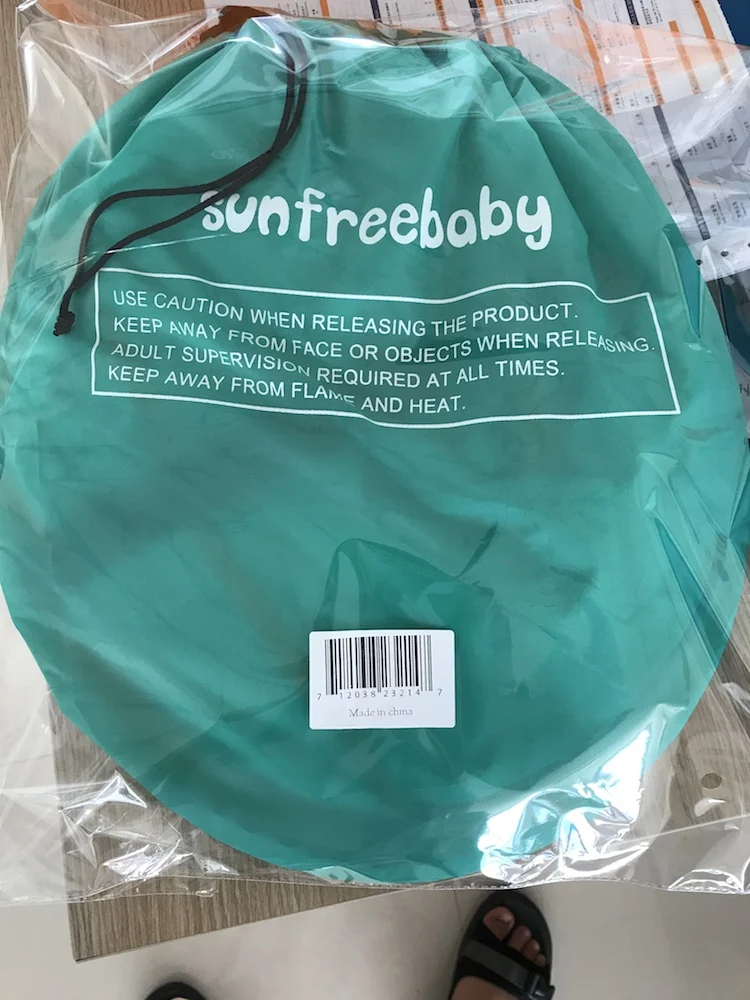 sunfreebaby
USE CAUTION WHEN RELEASING THE PRODUCT.
KEEP AWAY FROM FACE OR OBJECTS WHEN RELEASING.
ADULT SUPERVISION REQUIRED AT ALL TIMES.
KEEP AWAY FROM FLAME AND HEAT.
7 12038 23214 7
Made in china